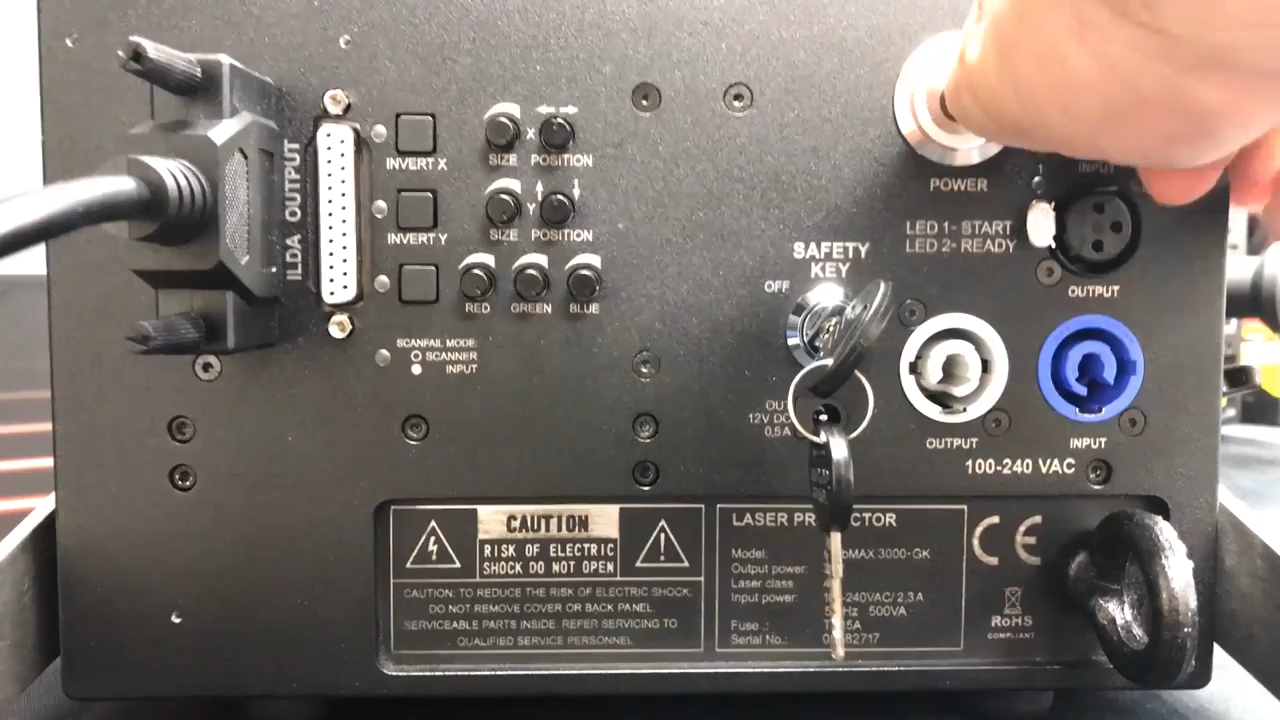 ILDA OUTPUT
INVERT X
INVERT Y
SIZE X POSITION
SIZE Y POSITION
RED GREEN BLUE
SCANFAIL MODE:
SCANNER
INPUT
POWER
1 INPUT
LED 1- START
LED 2- READY
OUTPUT
SAFETY
KEY
OFF
12V DC
0,5A
OUTPUT
INPUT
100-240 VAC
CAUTION
RISK OF ELECTRIC
SHOCK DO NOT OPEN
CAUTION: TO REDUCE THE RISK OF ELECTRIC SHOCK,
DO NOT REMOVE COVER OR BACK PANEL.
SERVICEABLE PARTS INSIDE. REFER SERVICING TO
QUALIFIED SERVICE PERSONNEL.
LASER PROJECTOR
Model: 3000-GK
Output power:
Laser class.
Input power: 2,3A
500VA
Fuse .:
Serial No.:
CE
RoHS
COMPLIANT